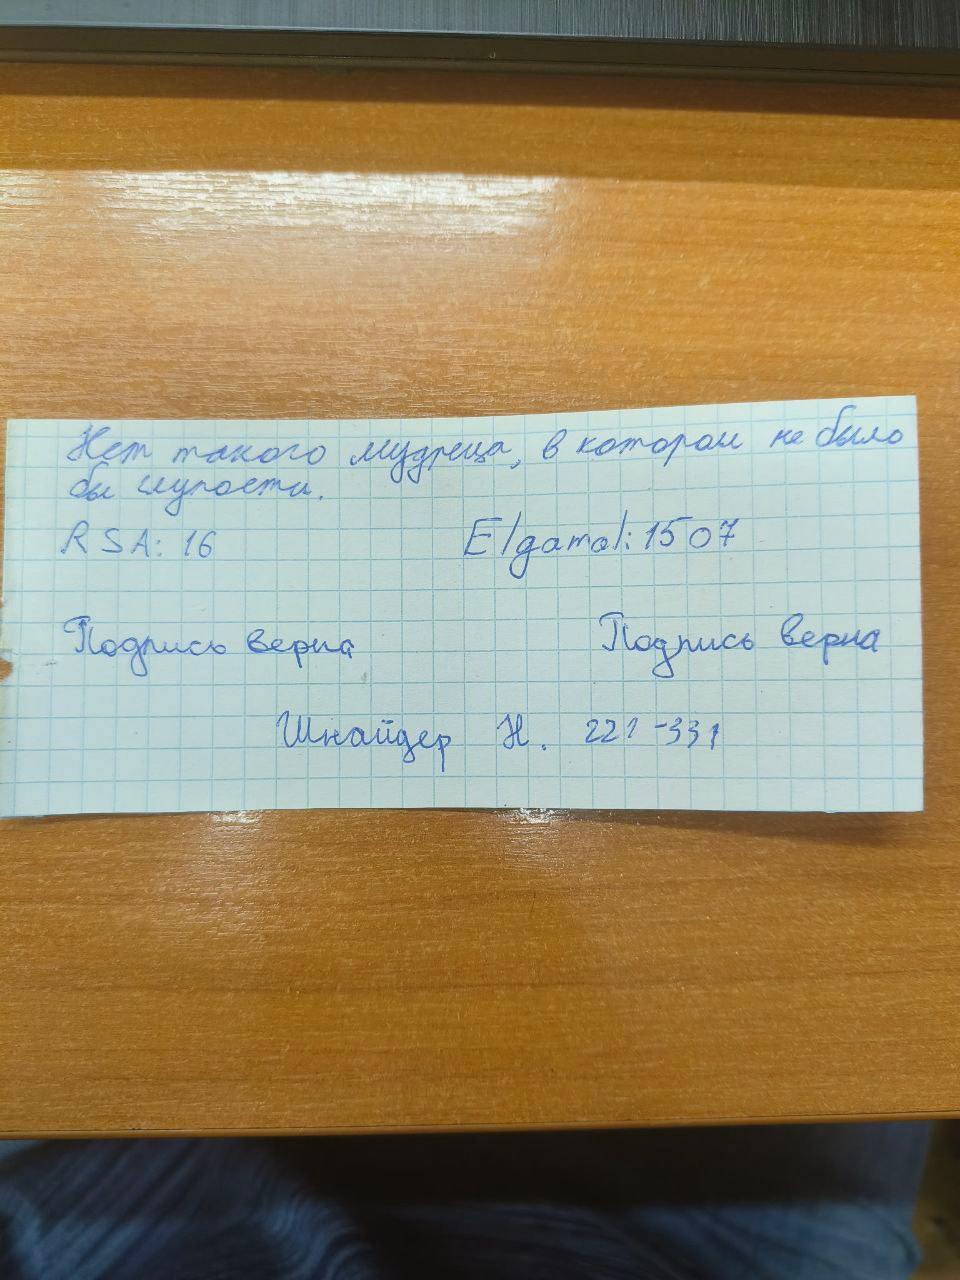 Нет такого мудреца, в котором не было
бы глупости.
RSA: 16 Elgamal: 1507
Подпись верна Подпись верна
Шнайдер Н. 221-331